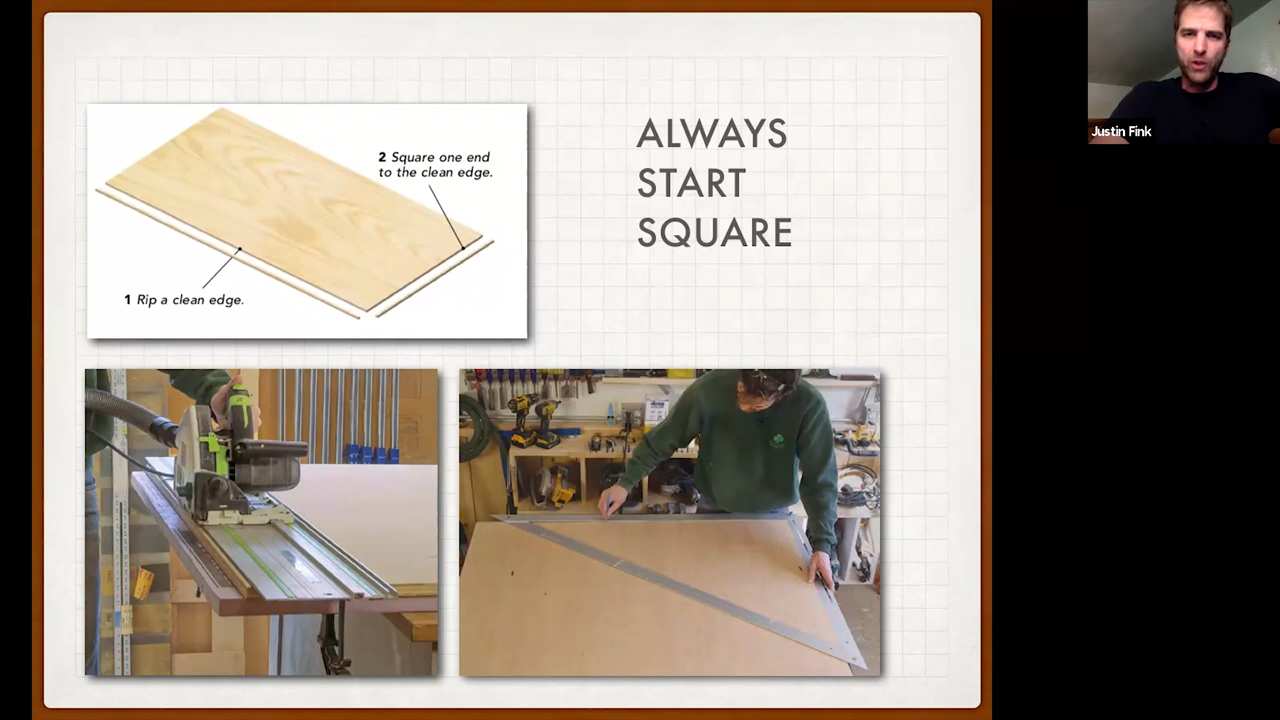 2 Square one end
to the clean edge.
1 Rip a clean edge.
ALWAYS
START
SQUARE
Justin Fink